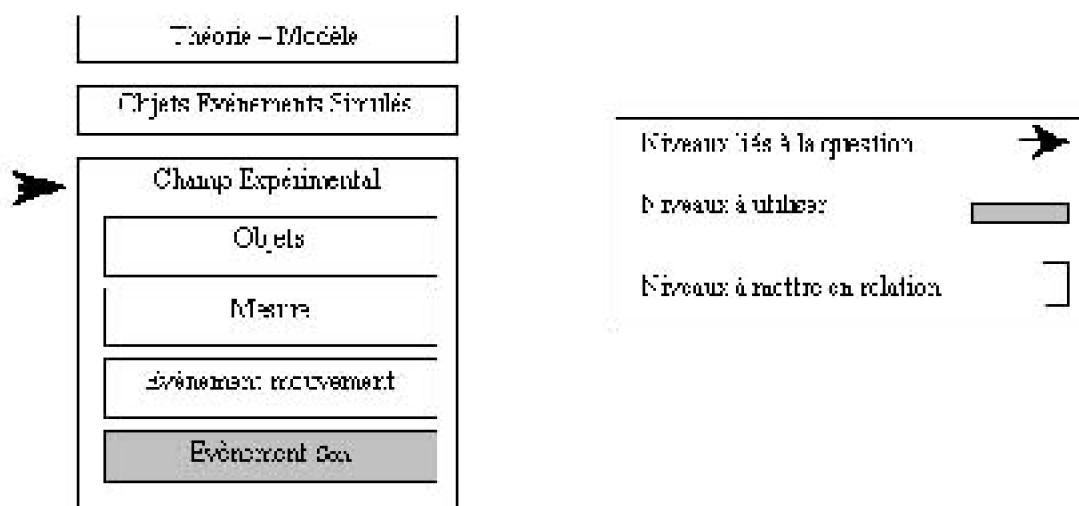 Théorie – Modèle
Objets Evénements Simulés
Champ Expérimental
Objets
Mesure
Evénement mouvement
Evènement Son
Niveaux liés à la question
Niveaux à utiliser
Niveaux à mettre en relation